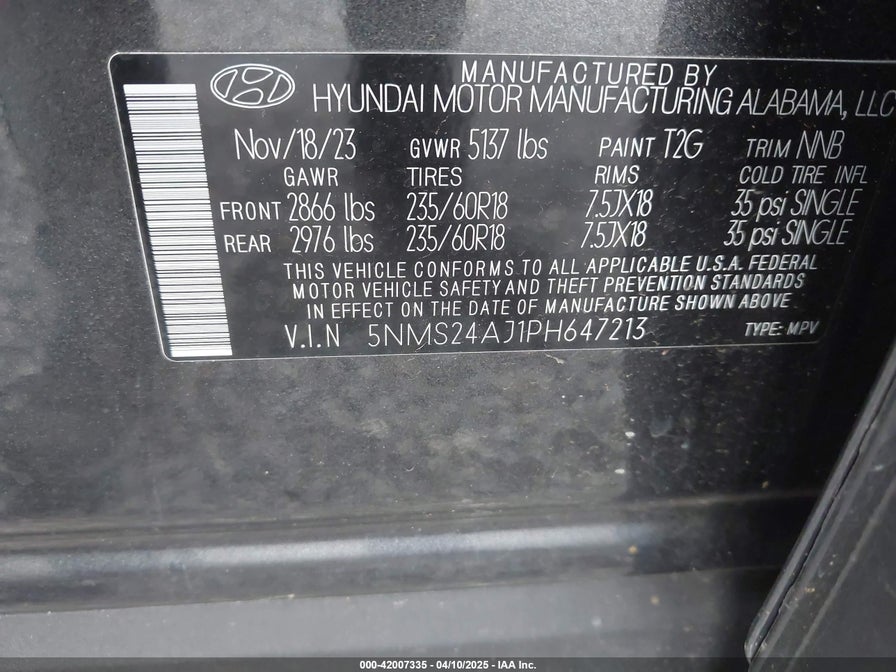 MANUFACTURED BY
HYUNDAI MOTOR MANUFACTURING ALABAMA, LLC
Nov/18/23 GVWR 5137 lbs PAINT T2G TRIM NNB
GAWR TIRES RIMS COLD TIRE INFL
FRONT 2866 lbs 235/60R18 7.5JX18 35 psi SINGLE
REAR 2976 lbs 235/60R18 7.5JX18 35 psi SINGLE
THIS VEHICLE CONFORMS TO ALL APPLICABLE U.S.A. FEDERAL
MOTOR VEHICLE SAFETY AND THEFT PREVENTION STANDARDS
IN EFFECT ON THE DATE OF MANUFACTURE SHOWN ABOVE
V.I.N 5NMS24AJ1PH647213 TYPE: MPV
000-42007335 - 04/10/2025 - IAA Inc.